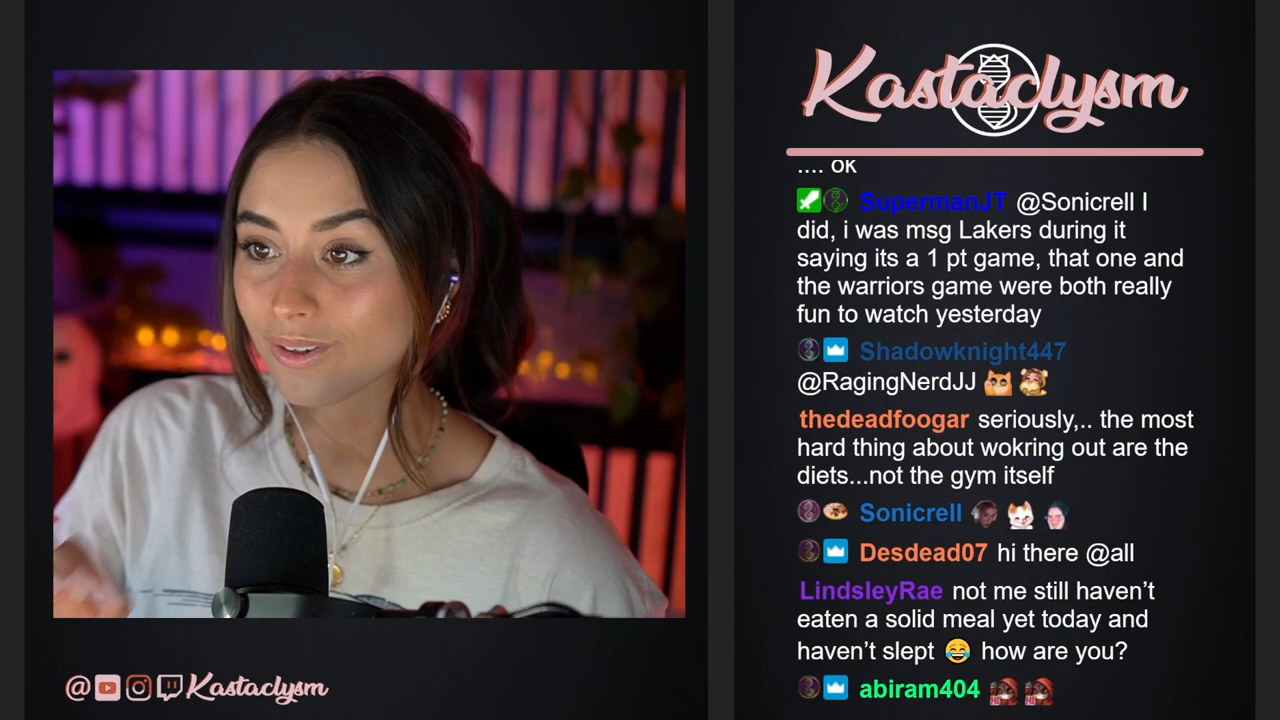 Kastaclysm
.... OK
SupermanJT @Sonicrell I
did, i was msg Lakers during it
saying its a 1 pt game, that one and
the warriors game were both really
fun to watch yesterday
Shadowknight447
@RagingNerdJJ
thedeadfoogar seriously,.. the most
hard thing about wokring out are the
diets...not the gym itself
Sonicrell
Desdead07 hi there @all
LindsleyRae not me still haven’t
eaten a solid meal yet today and
haven’t slept 😂 how are you?
abiram404
@ Kastaclysm